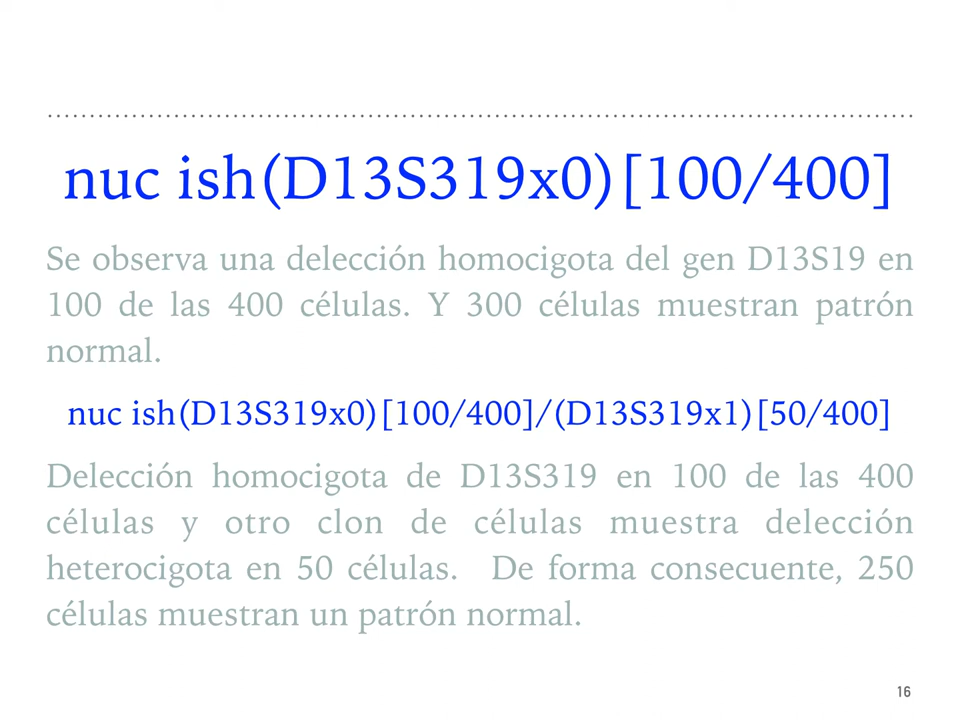 nuc ish(D13S319x0)[100/400]
Se observa una delección homocigota del gen D13S19 en
100 de las 400 células. Y 300 células muestran patrón
normal.
nuc ish(D13S319x0)[100/400]/(D13S319x1)[50/400]
Delección homocigota de D13S319 en 100 de las 400
células y otro clon de células muestra delección
heterocigota en 50 células. De forma consecuente, 250
células muestran un patrón normal.
16